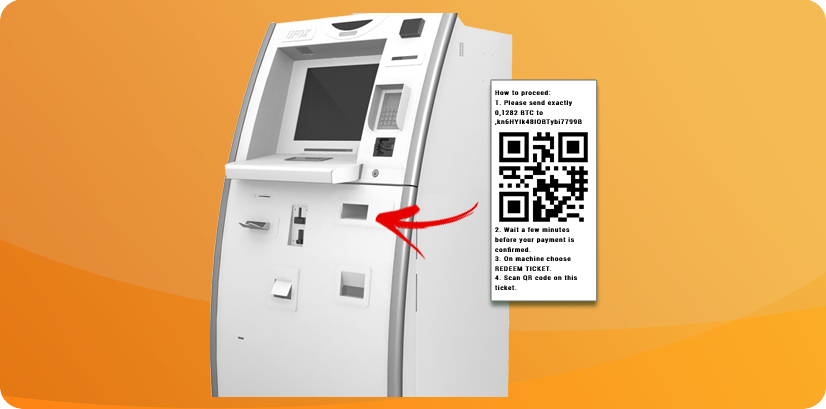 How to proceed:
1. Please send exactly
0,1282 BTC to
,kn6HYIk48IOBTybi7799B
2. Wait a few minutes
before your payment is
confirmed.
3. On machine choose
REDEEM TICKET.
4. Scan QR code on this
ticket.